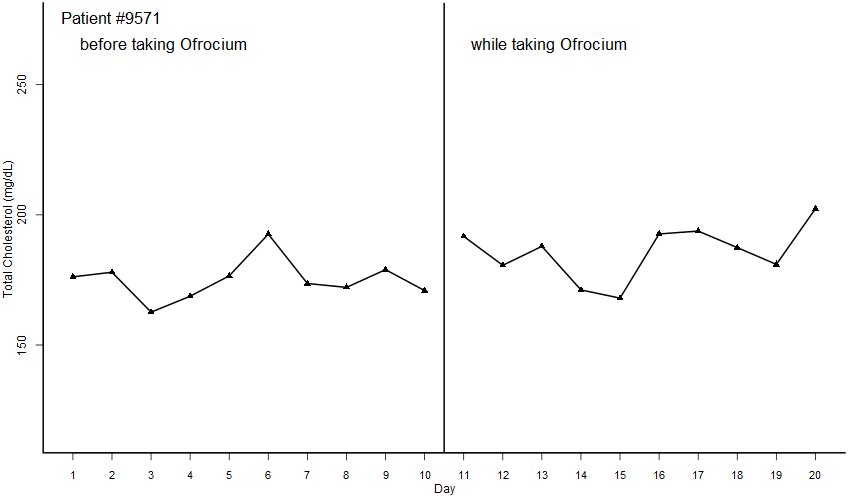 Patient #9571
before taking Ofrocium
while taking Ofrocium
Total Cholesterol (mg/dL)
250
200
150
1 2 3 4 5 6 7 8 9 10 11 12 13 14 15 16 17 18 19 20
Day